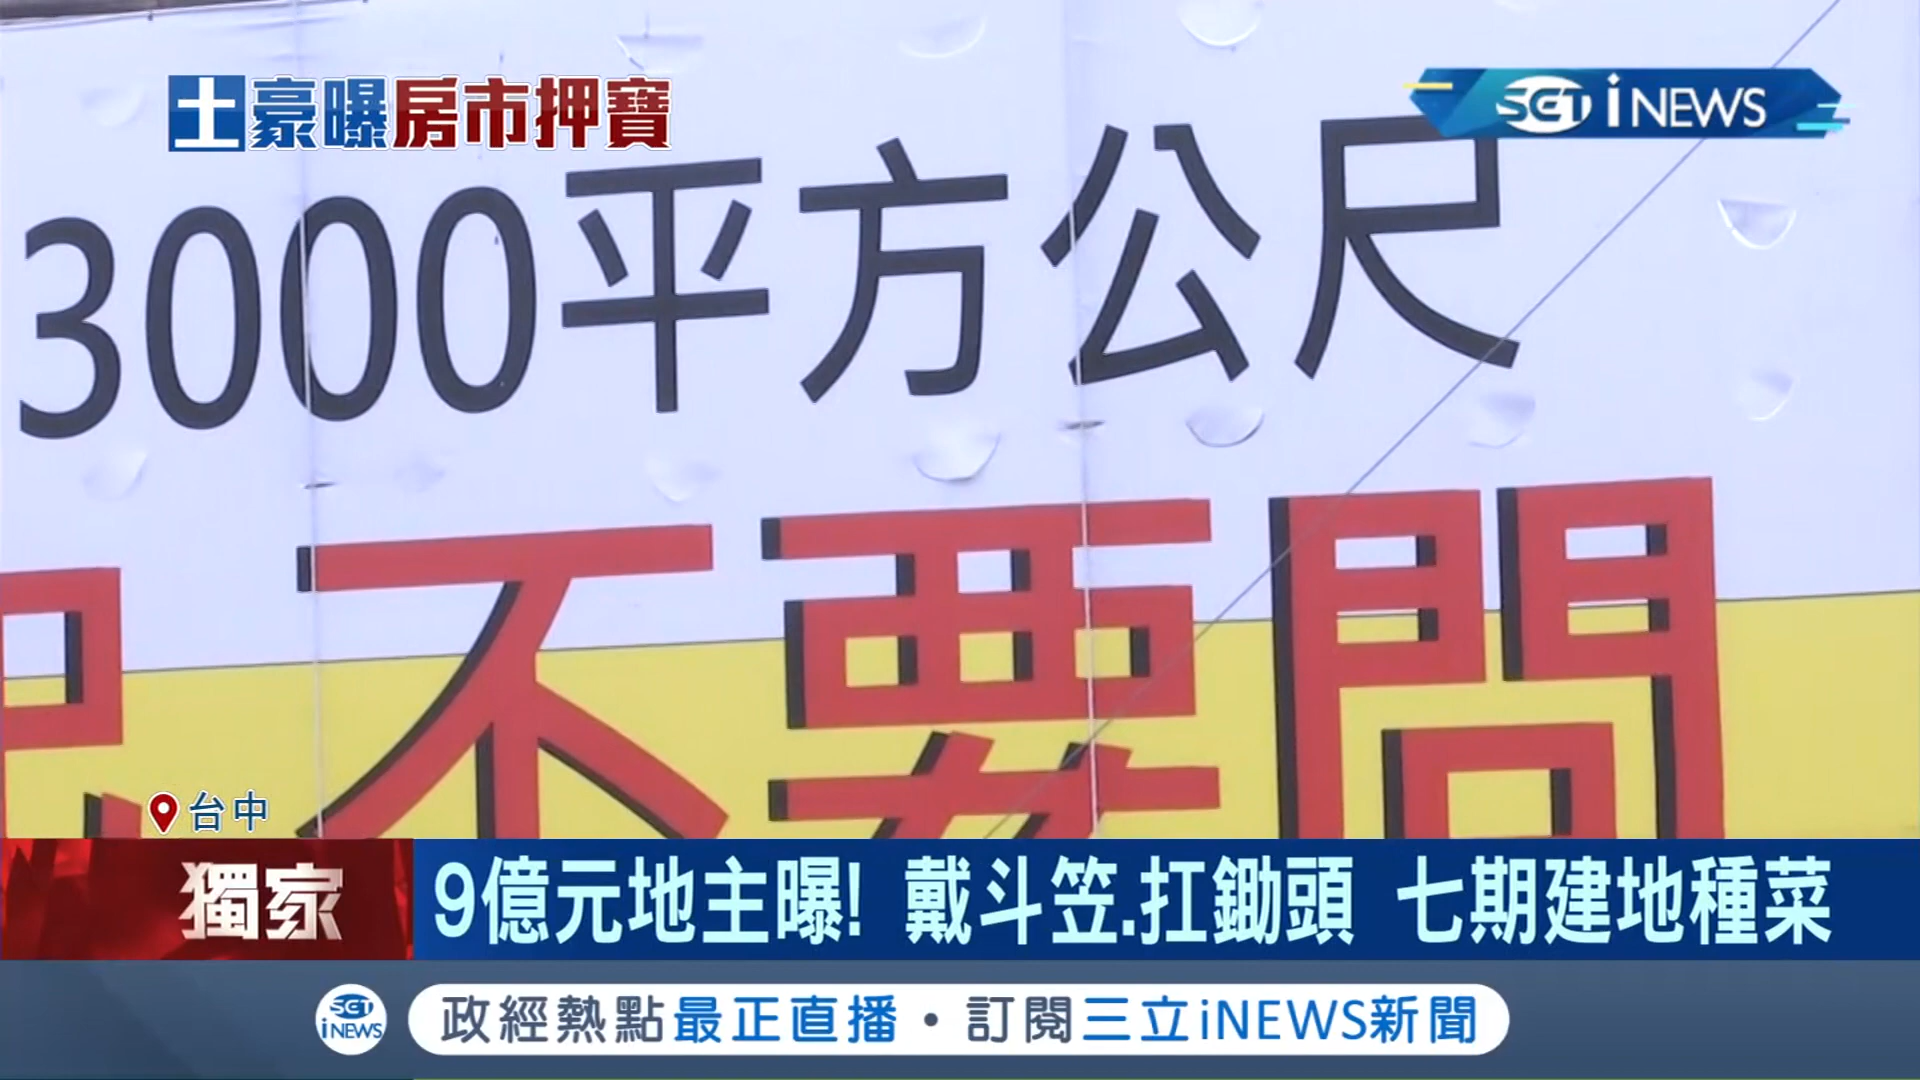 土豪曝房市押寶
SET iNEWS
3000平方公尺
不要問
台中
獨家
9億元地主曝! 戴斗笠.扛鋤頭 七期建地種菜
SET iNEWS
政經熱點最正直播・訂閱三立iNEWS新聞